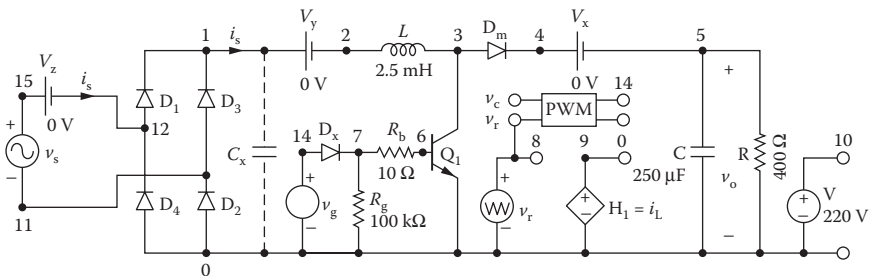 V_y
L
D_m
V_x
1
i_s
2
3
4
5
0 V
2.5 mH
0 V
+
V_z
15
i_s
D_1
D_3
v_c
14
PWM
v_r
0 V
12
+
v_s
−
C_x
14
D_x
7
R_b
6
Q_1
8
9
0
10
10 Ω
C
250 μF
v_o
R
400 Ω
+
v_g
−
R_g
100 kΩ
+
v_r
−
+
−
H_1 = i_L
+
−
V
220 V
11
D_4
D_2
−
0